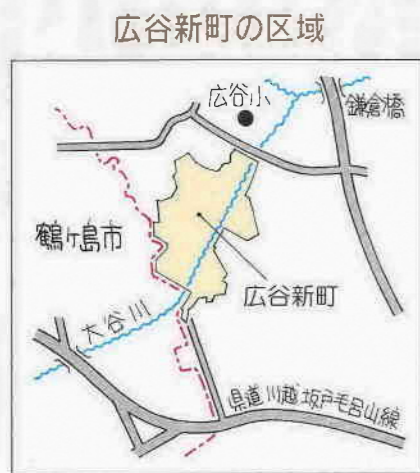 広谷新町の区域
広谷小
鎌倉橋
鶴ヶ島市
広谷新町
大谷川
県道川越坂戸毛呂山線